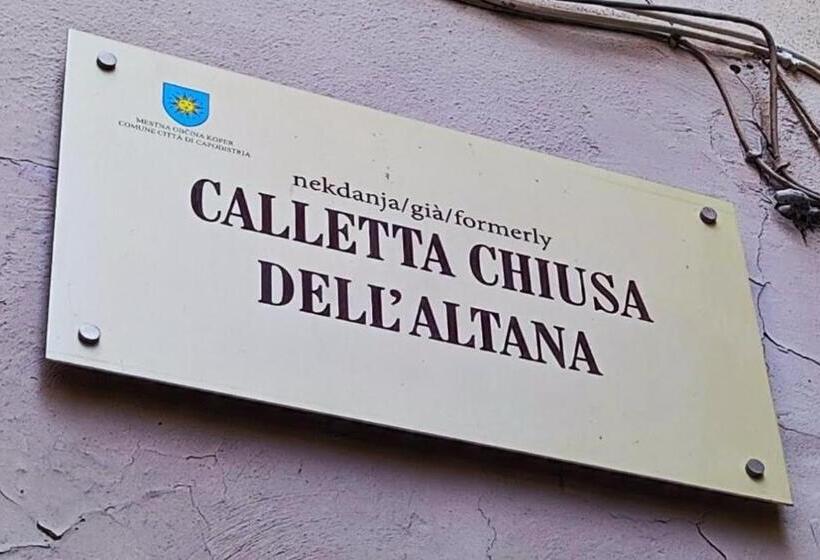 MESTNA OBČINA KOPER
COMUNE CITTÀ DI CAPODISTRIA
nekdanja/già/formerly
CALLETTA CHIUSA
DELL'ALTANA